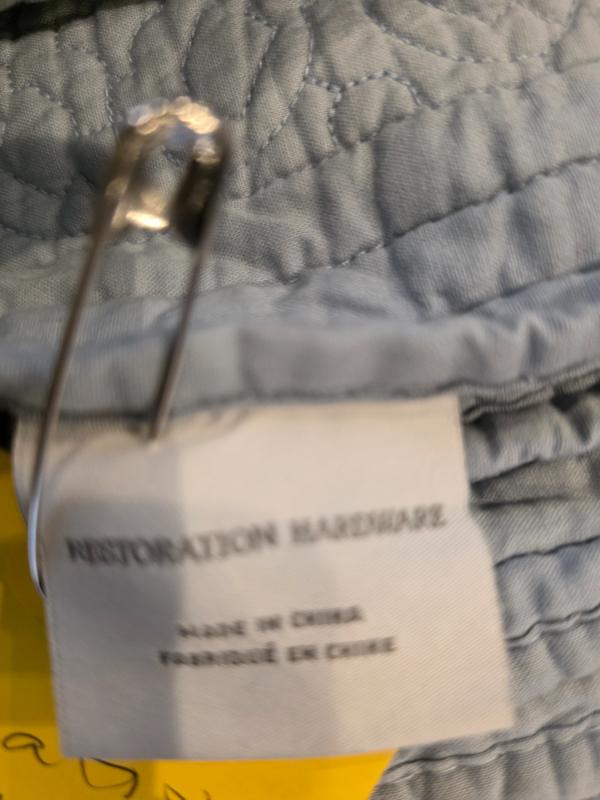 RESTORATION HARDWARE
MADE IN CHINA
FABRIQUÉ EN CHINE